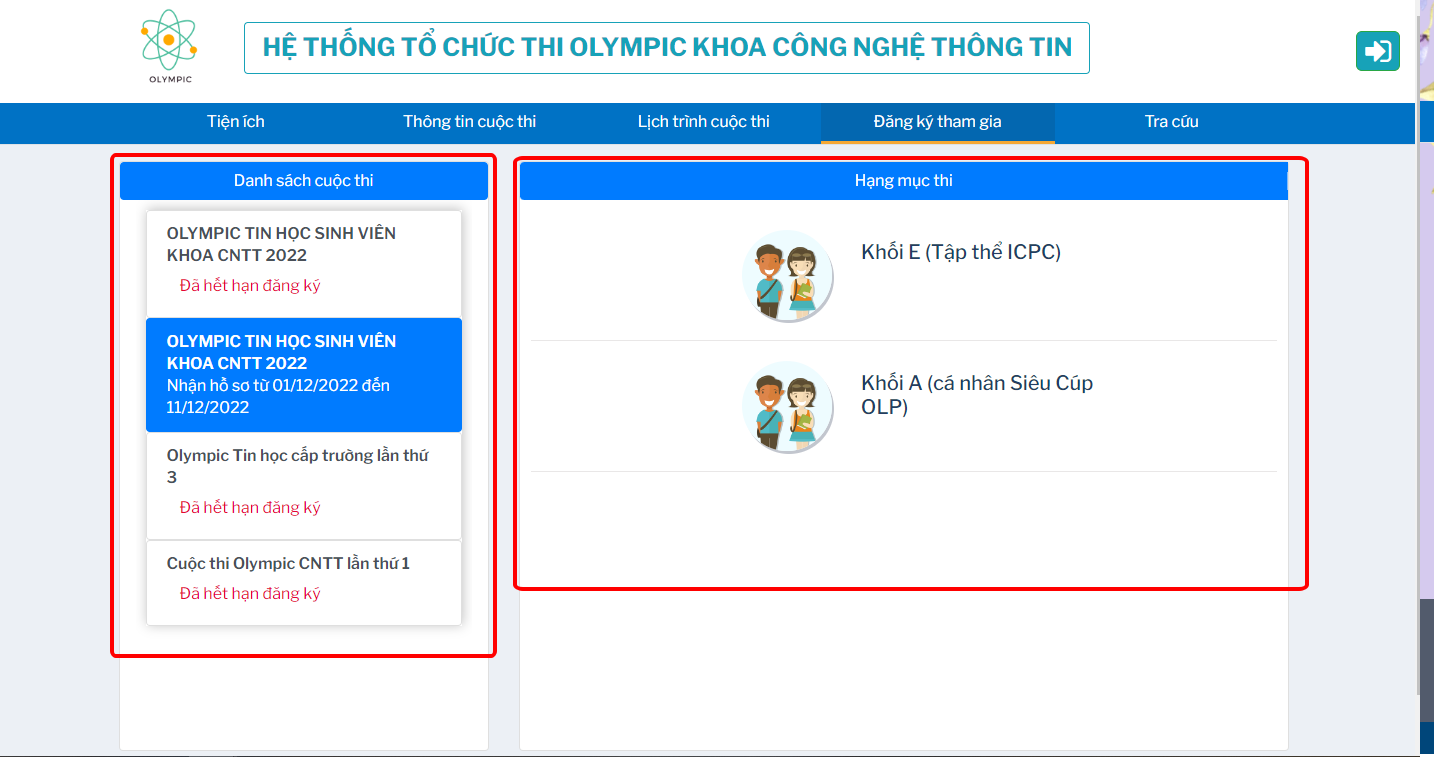 OLYMPIC
HỆ THỐNG TỔ CHỨC THI OLYMPIC KHOA CÔNG NGHỆ THÔNG TIN
Tiện ích
Thông tin cuộc thi
Lịch trình cuộc thi
Đăng ký tham gia
Tra cứu
Danh sách cuộc thi
OLYMPIC TIN HỌC SINH VIÊN
KHOA CNTT 2022
Đã hết hạn đăng ký
OLYMPIC TIN HỌC SINH VIÊN
KHOA CNTT 2022
Nhận hồ sơ từ 01/12/2022 đến
11/12/2022
Olympic Tin học cấp trường lần thứ
3
Đã hết hạn đăng ký
Cuộc thi Olympic CNTT lần thứ 1
Đã hết hạn đăng ký
Hạng mục thi
Khối E (Tập thể ICPC)
Khối A (cá nhân Siêu Cúp
OLP)